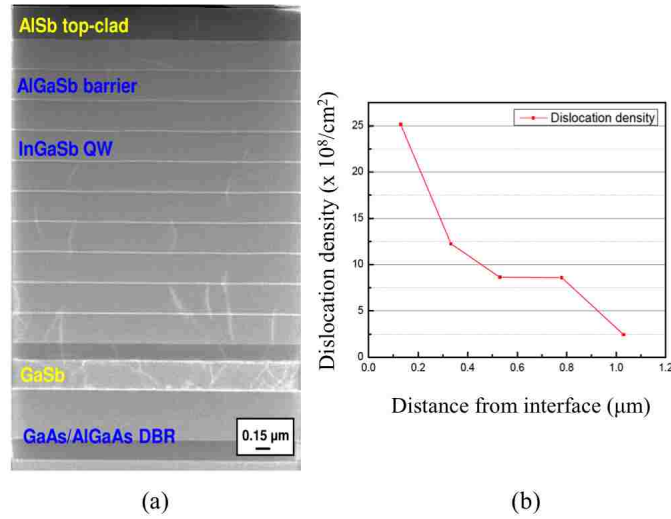 AlSb top-clad
AlGaSb barrier
InGaSb QW
GaSb
GaAs/AlGaAs DBR
0.15 µm
(a)
Dislocation density
Dislocation density (x 10⁸/cm²)
25
20
15
10
5
0
0.0 0.2 0.4 0.6 0.8 1.0 1.2
Distance from interface (µm)
(b)